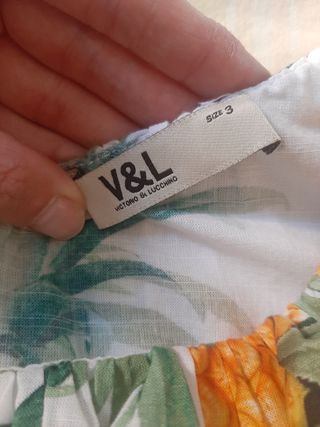 V&L
VICTORIO & LUCCHINO
SIZE 3